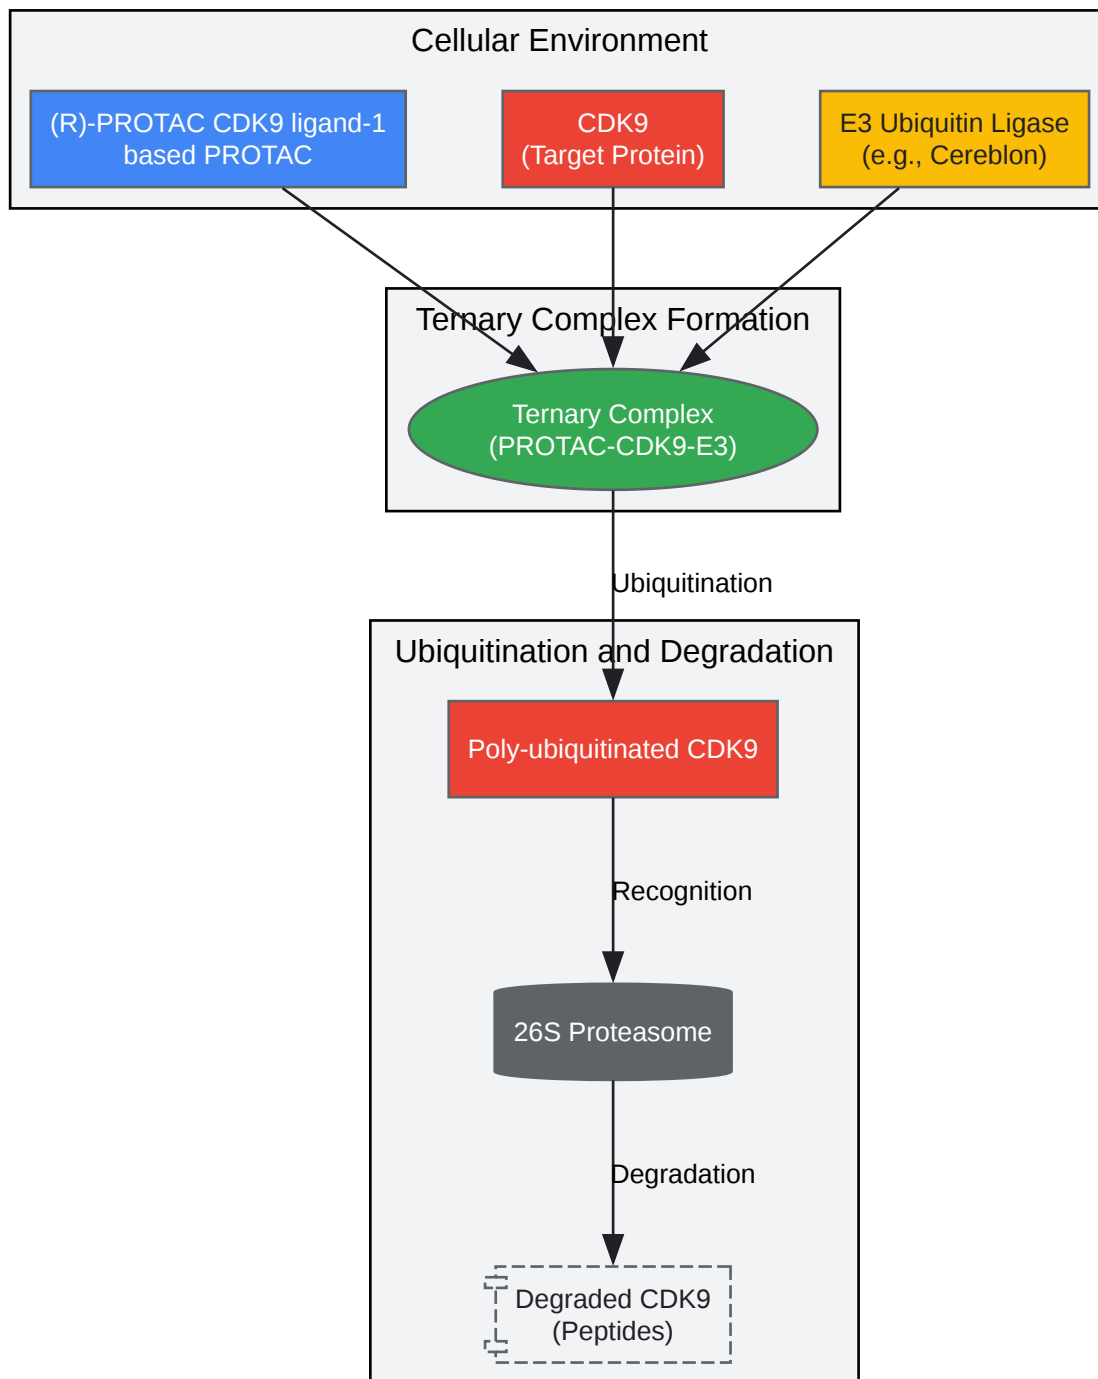 Cellular Environment
(R)-PROTAC CDK9 ligand-1
based PROTAC
CDK9
(Target Protein)
E3 Ubiquitin Ligase
(e.g., Cereblon)
Ternary Complex Formation
Ternary Complex
(PROTAC-CDK9-E3)
Ubiquitination
Ubiquitination and Degradation
Poly-ubiquitinated CDK9
Recognition
26S Proteasome
Degradation
Degraded CDK9
(Peptides)